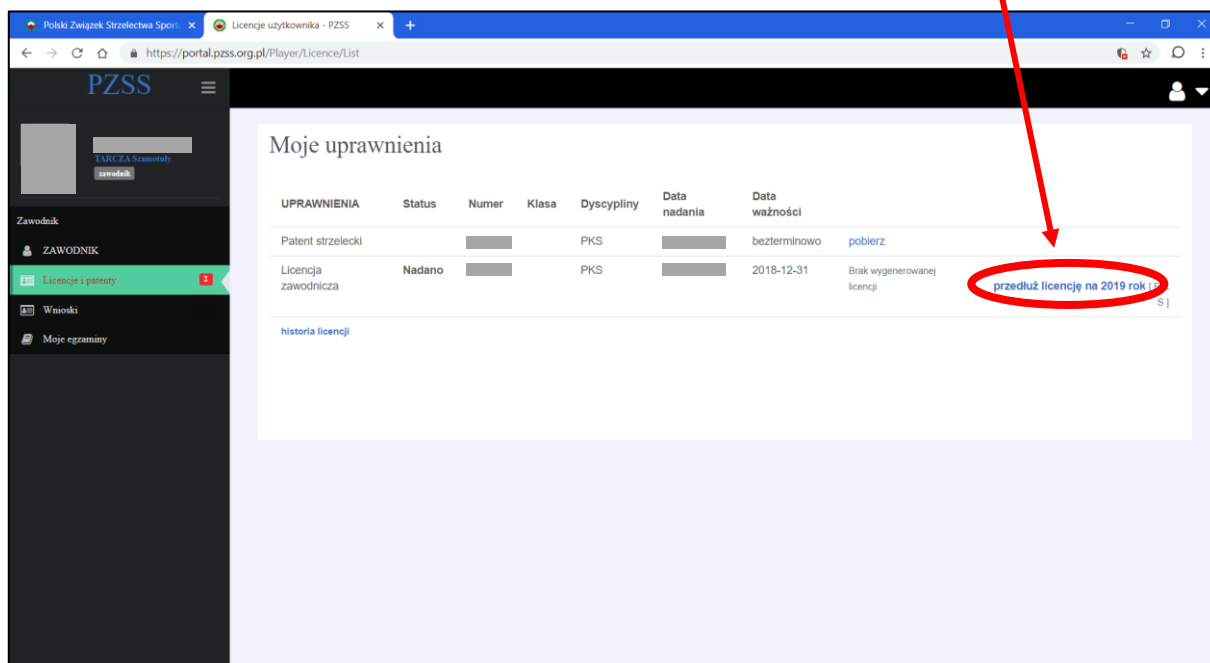 Polski Związek Strzelectwa Sport
Licencje użytkownika - PZSS
https://portal.pzss.org.pl/Player/Licence/List
PZSS
TARCZA Szamotuły
zawodnik
Zawodnik
ZAWODNIK
Licencje i patenty 2
Wnioski
Moje egzaminy
Moje uprawnienia
UPRAWNIENIA Status Numer Klasa Dyscypliny Data nadania Data ważności
Patent strzelecki PKS bezterminowo pobierz
Licencja zawodnicza Nadano PKS 2018-12-31 Brak wygenerowanej licencji przedłuż licencję na 2019 rok [
S ]
historia licencji